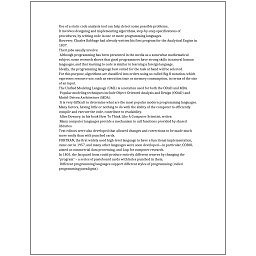 Use of a static code analysis tool can help detect some possible problems.
It involves designing and implementing algorithms, step-by-step specifications of
procedures, by writing code in one or more programming languages.
However, Charles Babbage had already written his first program for the Analytical Engine in
1837.
Their jobs usually involve:
Although programming has been presented in the media as a somewhat mathematical
subject, some research shows that good programmers have strong skills in natural human
languages, and that learning to code is similar to learning a foreign language.
Ideally, the programming language best suited for the task at hand will be selected.
For this purpose, algorithms are classified into orders using so-called Big O notation, which
expresses resource use, such as execution time or memory consumption, in terms of the size
of an input.
The Unified Modeling Language (UML) is a notation used for both the OOAD and MDA.
Popular modeling techniques include Object-Oriented Analysis and Design (OOAD) and
Model-Driven Architecture (MDA).
It is very difficult to determine what are the most popular modern programming languages.
Many factors, having little or nothing to do with the ability of the computer to efficiently
compile and execute the code, contribute to readability.
Allen Downey, in his book How To Think Like A Computer Scientist, writes:
Many computer languages provide a mechanism to call functions provided by shared
libraries.
Text editors were also developed that allowed changes and corrections to be made much
more easily than with punched cards.
FORTRAN, the first widely used high-level language to have a functional implementation,
came out in 1957, and many other languages were soon developed—in particular, COBOL
aimed at commercial data processing, and Lisp for computer research.
In 1801, the Jacquard loom could produce entirely different weaves by changing the
"program" - a series of pasteboard cards with holes punched in them.
Different programming languages support different styles of programming (called
programming paradigms).